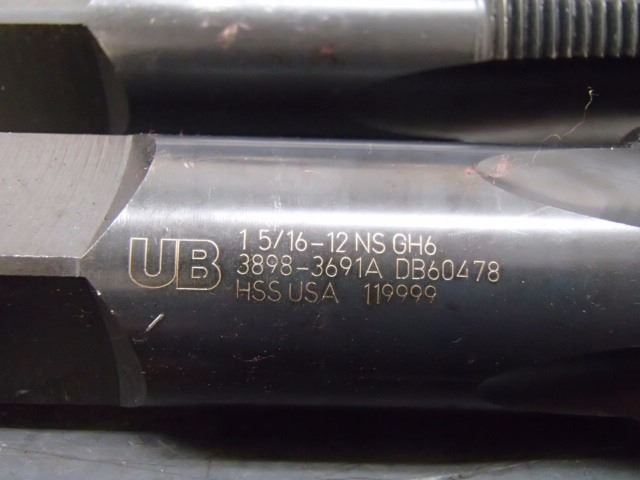 UB
1 5/16-12 NS GH6
3898-3691A DB60478
HSS USA 119999